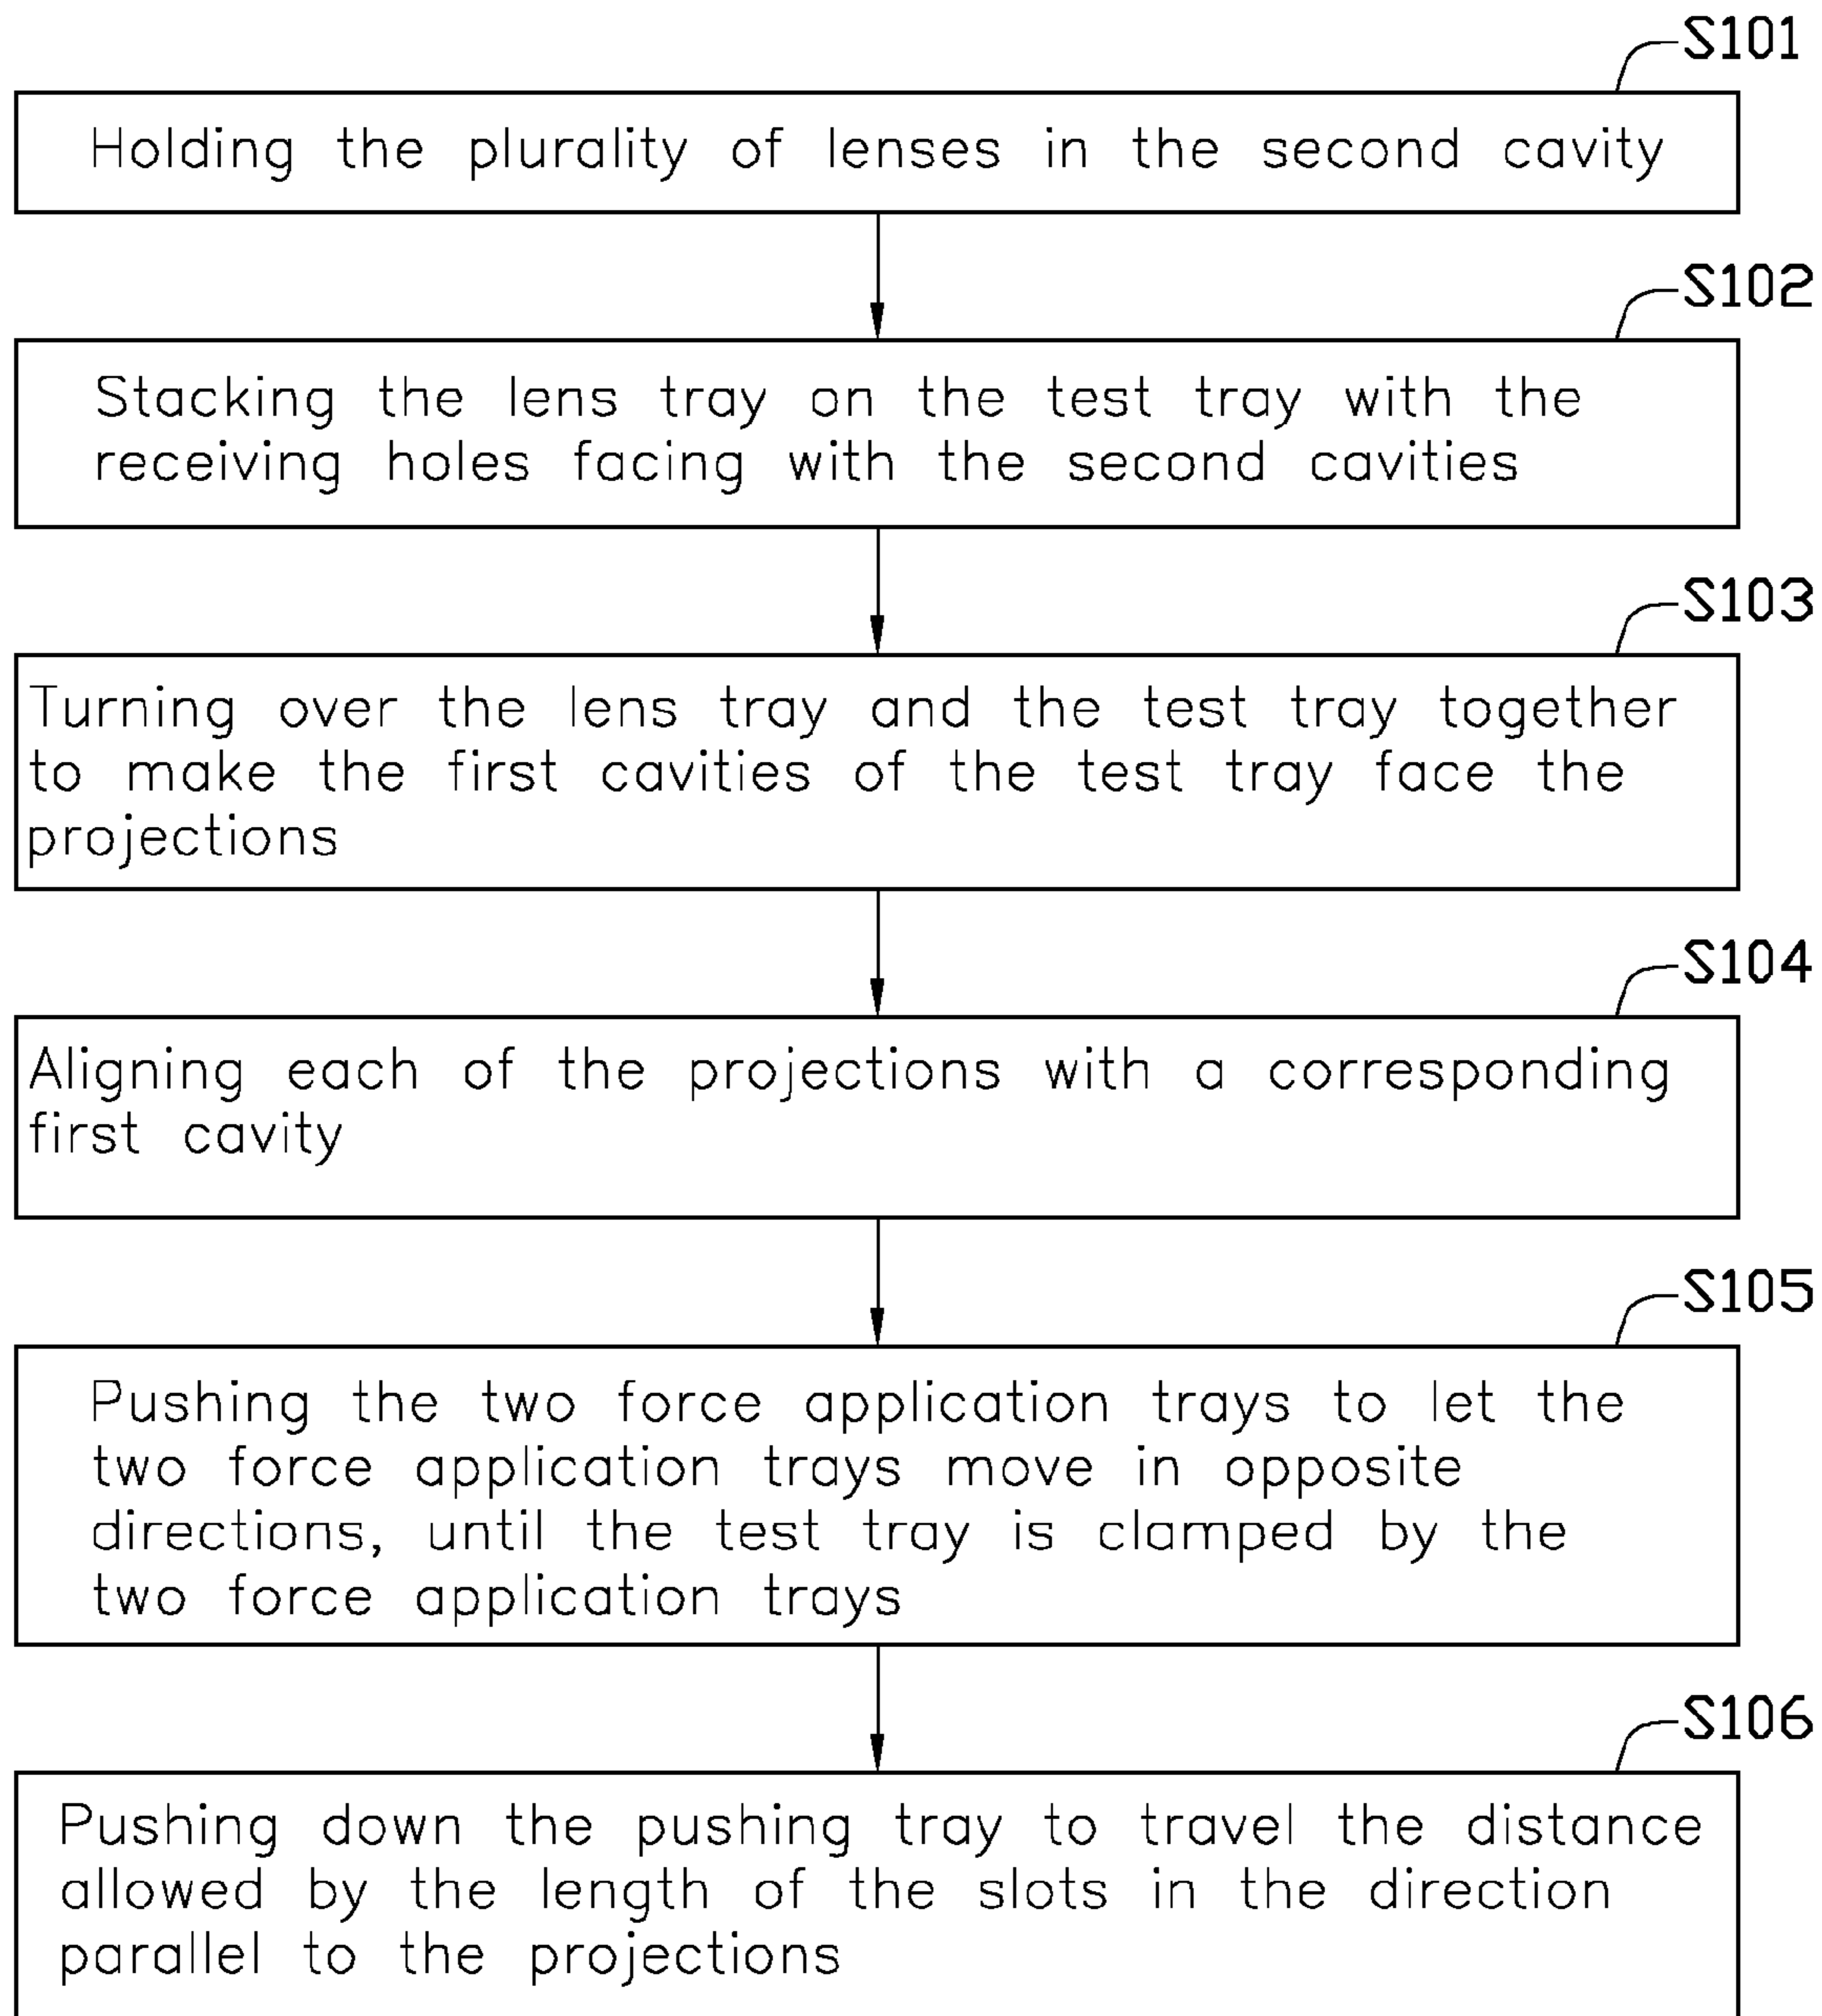 S101
Holding the plurality of lenses in the second cavity
S102
Stacking the lens tray on the test tray with the
receiving holes facing with the second cavities
S103
Turning over the lens tray and the test tray together
to make the first cavities of the test tray face the
projections
S104
Aligning each of the projections with a corresponding
first cavity
S105
Pushing the two force application trays to let the
two force application trays move in opposite
directions, until the test tray is clamped by the
two force application trays
S106
Pushing down the pushing tray to travel the distance
allowed by the length of the slots in the direction
parallel to the projections